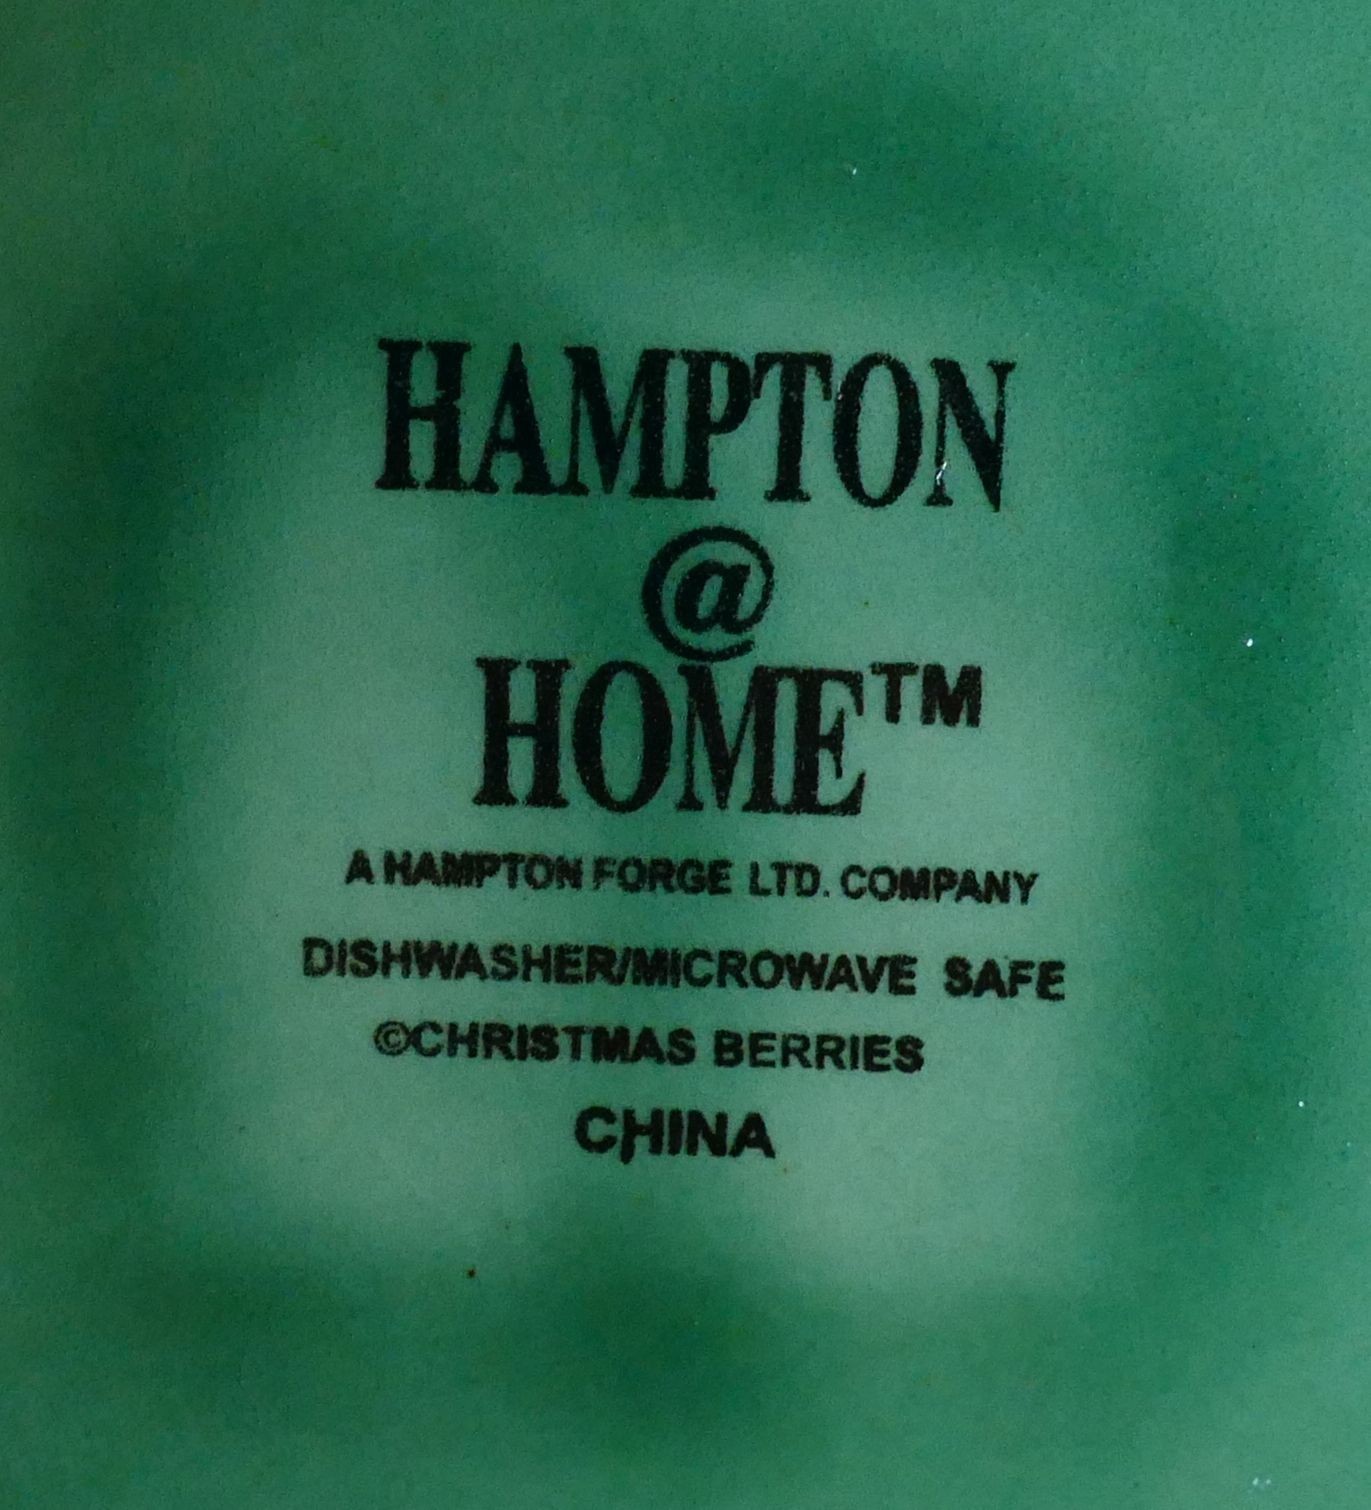 HAMPTON
@
HOME™
A HAMPTON FORGE LTD. COMPANY
DISHWASHER/MICROWAVE SAFE
©CHRISTMAS BERRIES
CHINA